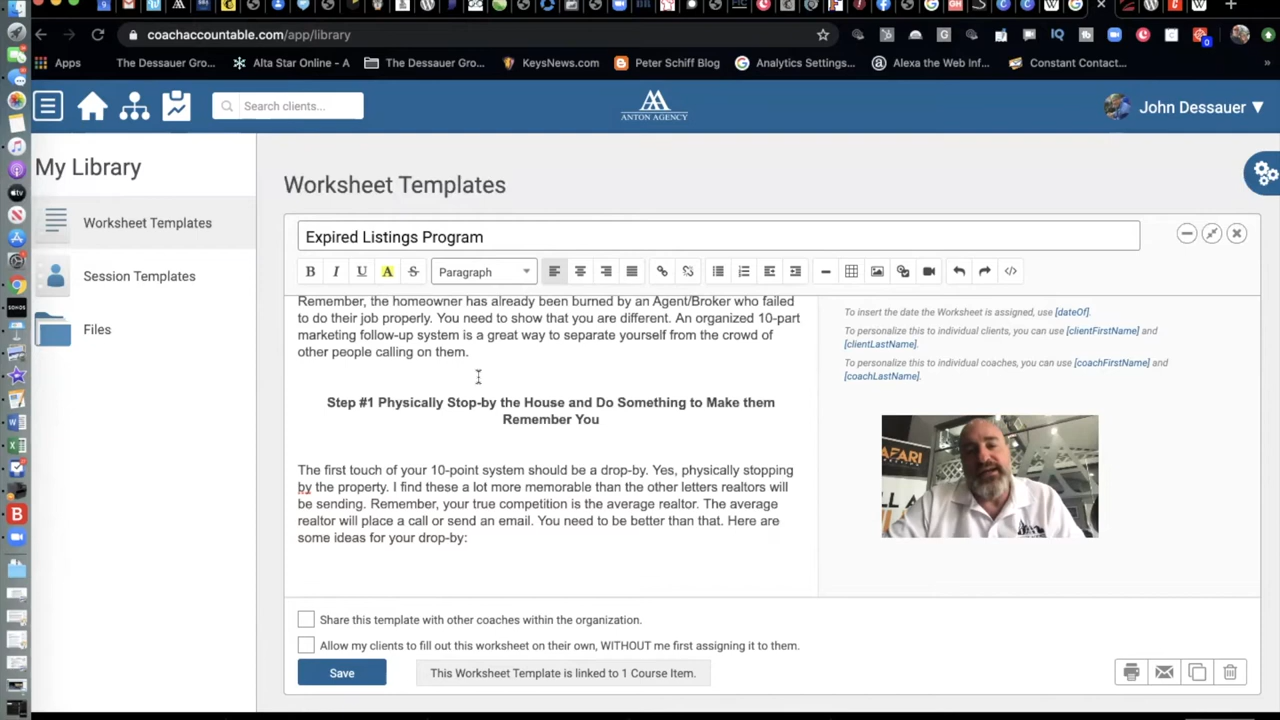 coachaccountable.com/app/library
Apps
The Dessauer Gro...
Alta Star Online - A
The Dessauer Gro...
KeysNews.com
Peter Schiff Blog
Analytics Settings...
Alexa the Web Inf...
Constant Contact...
»
Search clients...
ANTON AGENCY
John Dessauer ▼
My Library
Worksheet Templates
Session Templates
Files
Worksheet Templates
Expired Listings Program
B I U A S Paragraph
Remember, the homeowner has already been burned by an Agent/Broker who failed
to do their job properly. You need to show that you are different. An organized 10-part
marketing follow-up system is a great way to separate yourself from the crowd of
other people calling on them.
Step #1 Physically Stop-by the House and Do Something to Make them
Remember You
The first touch of your 10-point system should be a drop-by. Yes, physically stopping
by the property. I find these a lot more memorable than the other letters realtors will
be sending. Remember, your true competition is the average realtor. The average
realtor will place a call or send an email. You need to be better than that. Here are
some ideas for your drop-by:
To insert the date the Worksheet is assigned, use [dateOf].
To personalize this to individual clients, you can use [clientFirstName] and
[clientLastName].
To personalize this to individual coaches, you can use [coachFirstName] and
[coachLastName].
AFARI
Share this template with other coaches within the organization.
Allow my clients to fill out this worksheet on their own, WITHOUT me first assigning it to them.
Save
This Worksheet Template is linked to 1 Course Item.